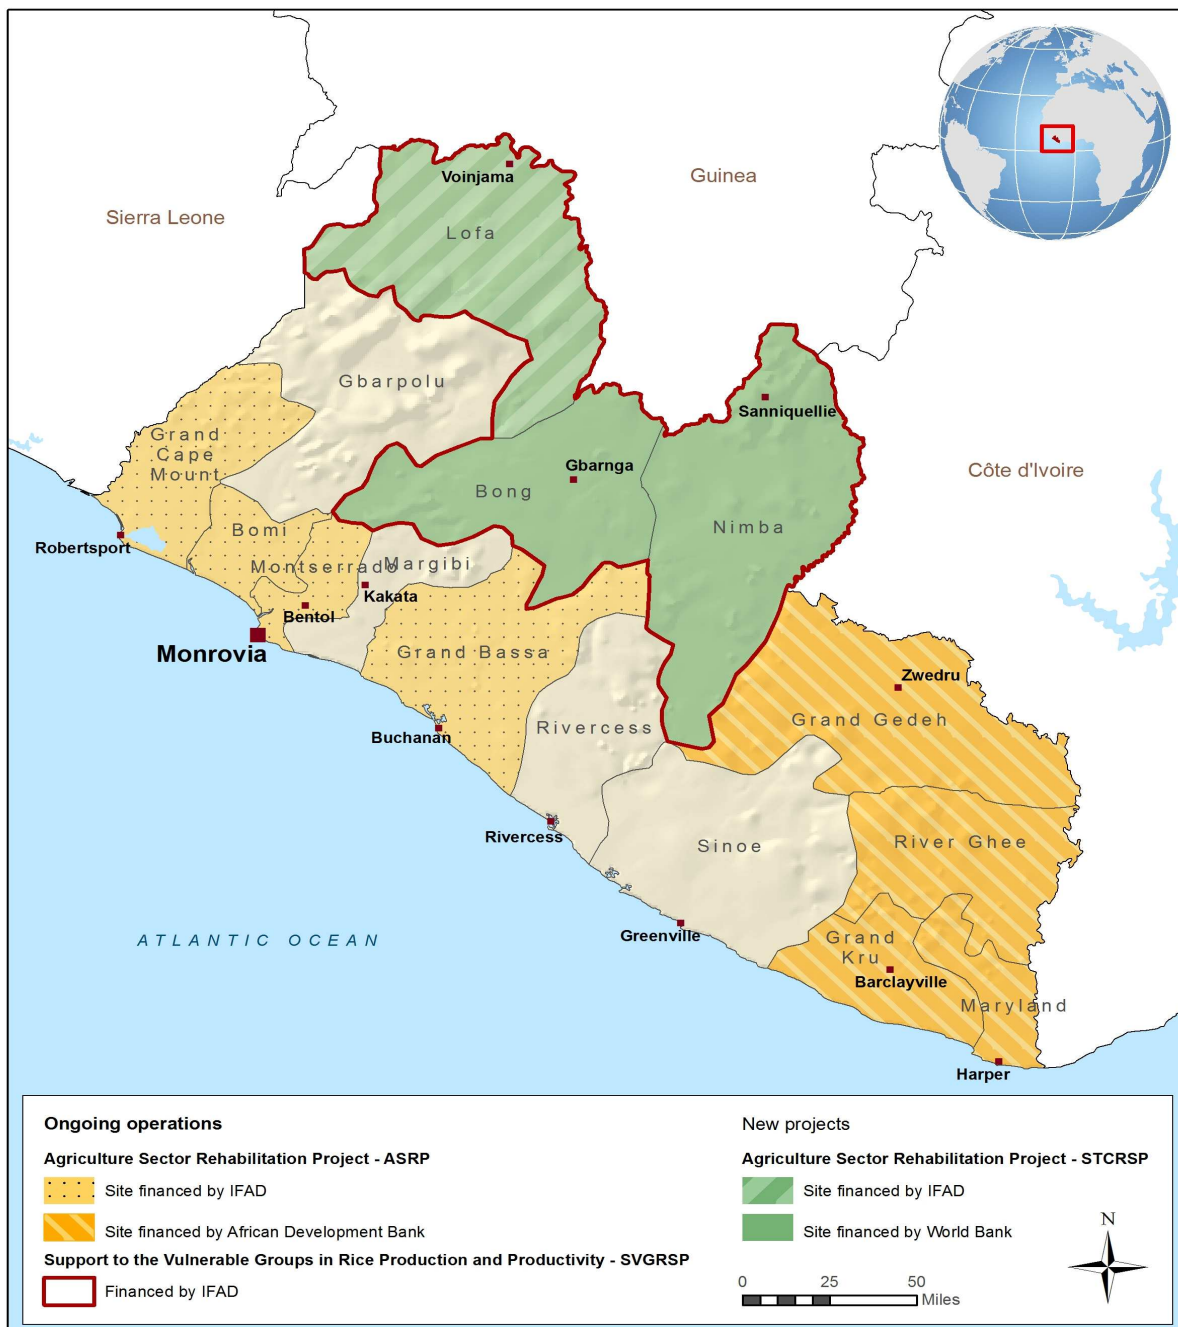 Guinea
Voinjama
Sierra Leone
Lofa
Gbarpolu
Sanniquellie
Grand
Cape
Mount
Gbarnga
Côte d'Ivoire
Bong
Nimba
Bomi
Robertsport
Montserrado
Margibi
Kakata
Bentol
Monrovia
Grand Bassa
Zwedru
Grand Gedeh
Rivercess
Buchanan
Rivercess
Sinoe
River Ghee
Greenville
ATLANTIC OCEAN
Grand
Kru
Barclayville
Maryland
Harper
Ongoing operations
Agriculture Sector Rehabilitation Project - ASRP
Site financed by IFAD
Site financed by African Development Bank
Support to the Vulnerable Groups in Rice Production and Productivity - SVGRSP
Financed by IFAD
New projects
Agriculture Sector Rehabilitation Project - STCRSP
Site financed by IFAD
Site financed by World Bank
N
0 25 50
Miles